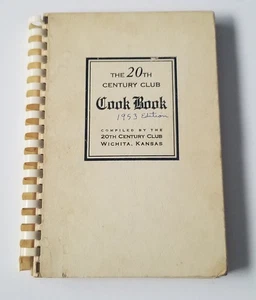 THE 20TH
CENTURY CLUB
Cook Book
1953 Edition
COMPILED BY THE
20TH CENTURY CLUB
WICHITA, KANSAS